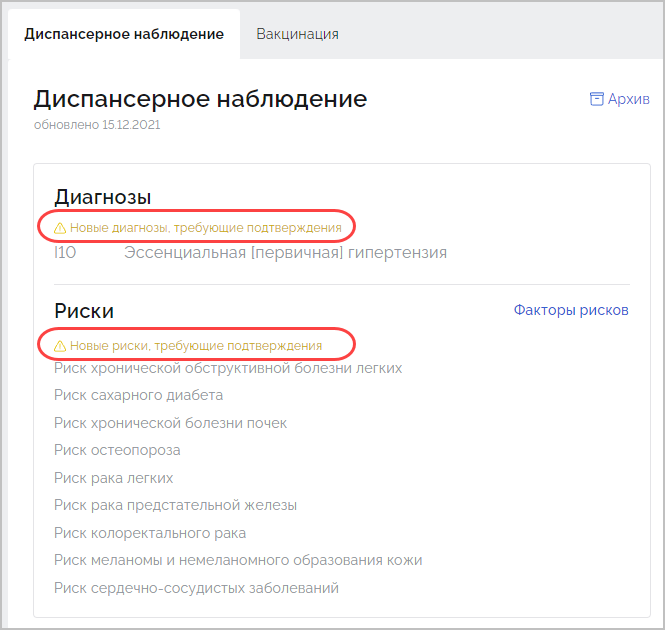 Диспансерное наблюдение Вакцинация
Диспансерное наблюдение Архив
обновлено 15.12.2021
Диагнозы
Новые диагнозы, требующие подтверждения
I10 Эссенциальная [первичная] гипертензия
Риски Факторы рисков
Новые риски, требующие подтверждения
Риск хронической обструктивной болезни легких
Риск сахарного диабета
Риск хронической болезни почек
Риск остеопороза
Риск рака легких
Риск рака предстательной железы
Риск колоректального рака
Риск меланомы и немеланомного образования кожи
Риск сердечно-сосудистых заболеваний